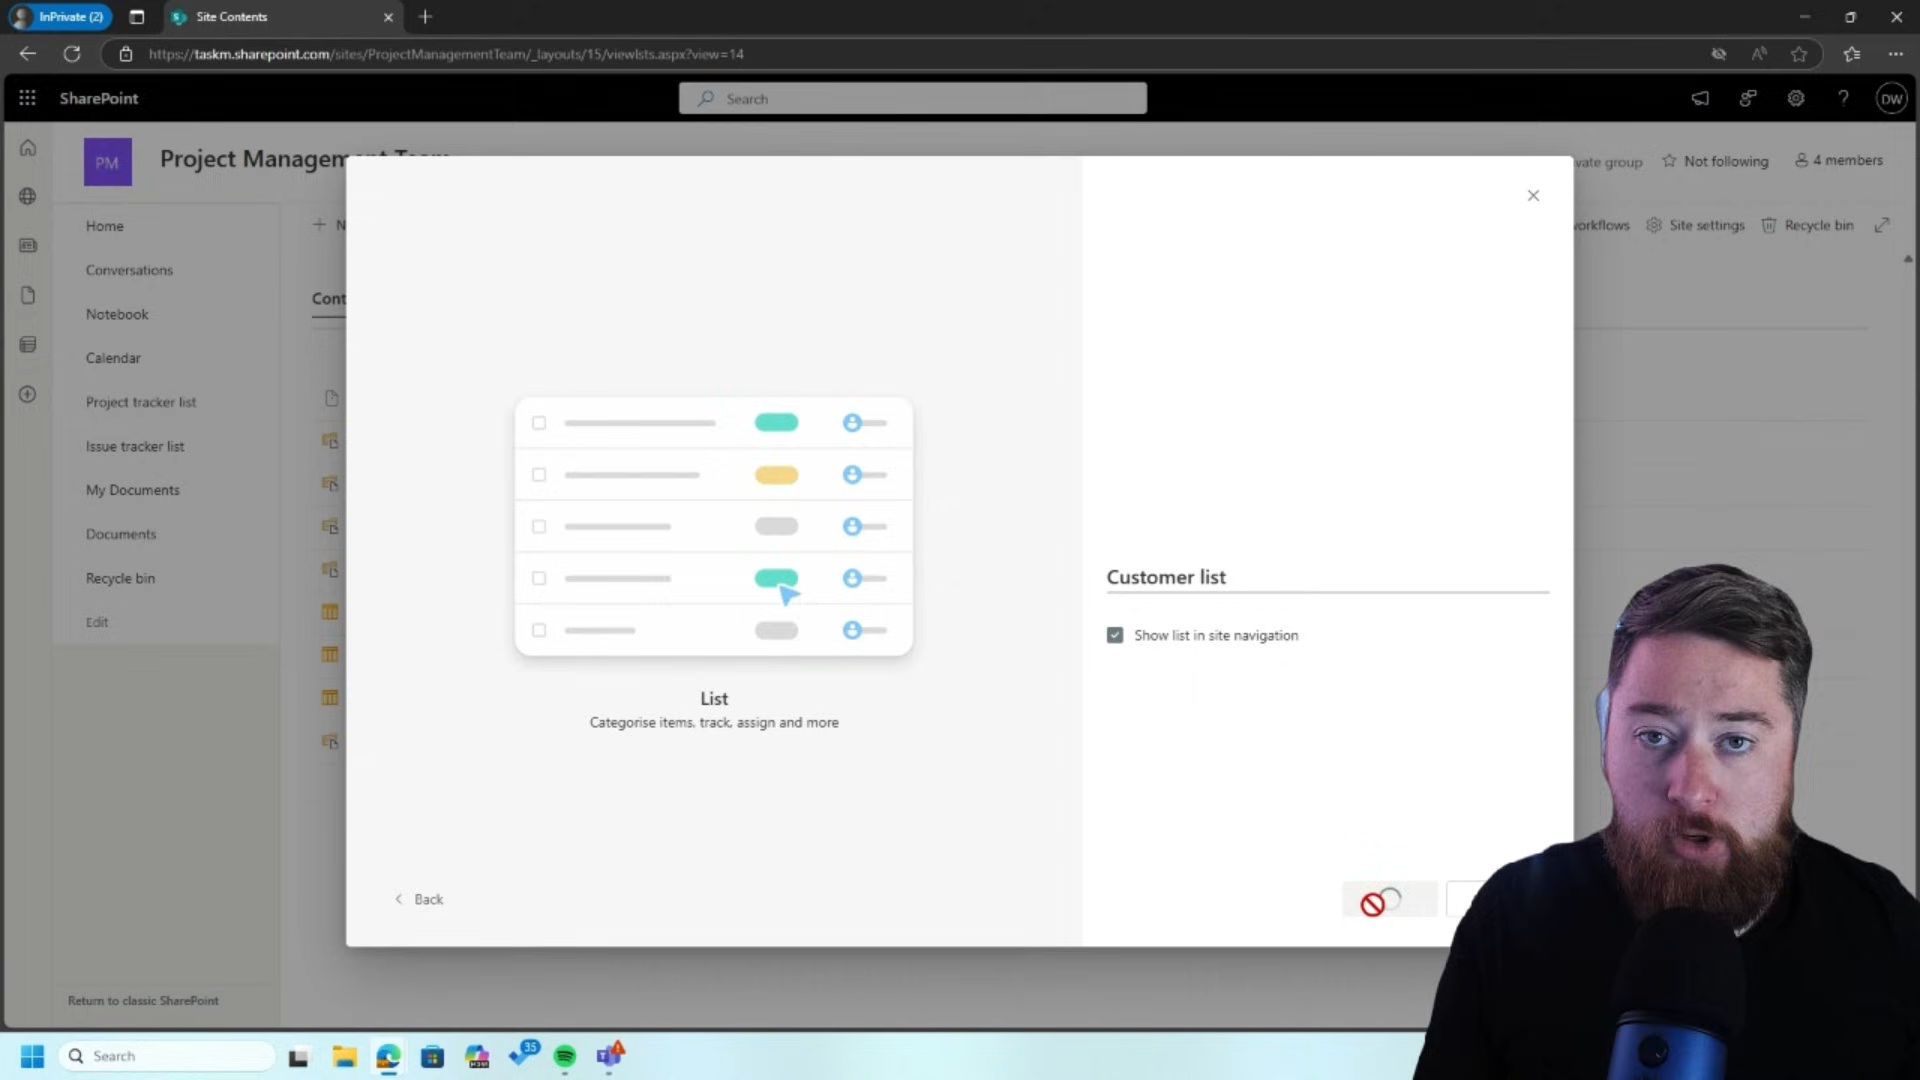 InPrivate (2)
Site Contents
https://taskm.sharepoint.com/sites/ProjectManagementTeam/_layouts/15/viewlsts.aspx?view=14
SharePoint
Search
DW
PM
Project Management Team
vate group
Not following
4 members
Home
Conversations
Notebook
Calendar
Project tracker list
Issue tracker list
My Documents
Documents
Recycle bin
Edit
Return to classic SharePoint
+ N
Cont
orkflows
Site settings
Recycle bin
Customer list
Show list in site navigation
List
Categorise items, track, assign and more
Back
Search
35